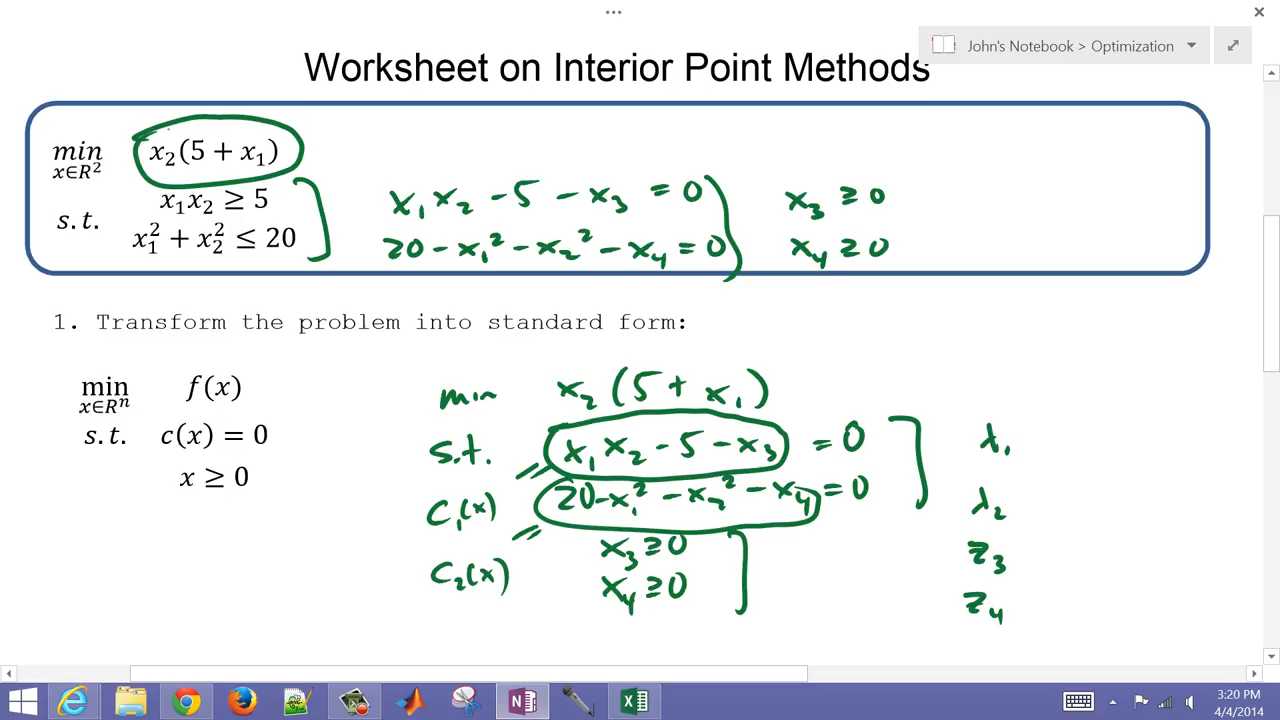 John's Notebook > Optimization
Worksheet on Interior Point Methods
min x∈R² x₂(5 + x₁)
s.t. x₁x₂ ≥ 5
x₁² + x₂² ≤ 20
x₁x₂ - 5 - x₃ = 0 x₃ ≥ 0
20 - x₁² - x₂² - x₄ = 0 x₄ ≥ 0
1. Transform the problem into standard form:
min x∈Rⁿ f(x)
s.t. c(x) = 0
x ≥ 0
min x₂(5 + x₁)
s.t. x₁x₂ - 5 - x₃ = 0 λ₁
C₁(x) = 20 - x₁² - x₂² - x₄ = 0 λ₂
C₂(x) = x₃ ≥ 0 z₃
x₄ ≥ 0 z₄
3:20 PM
4/4/2014